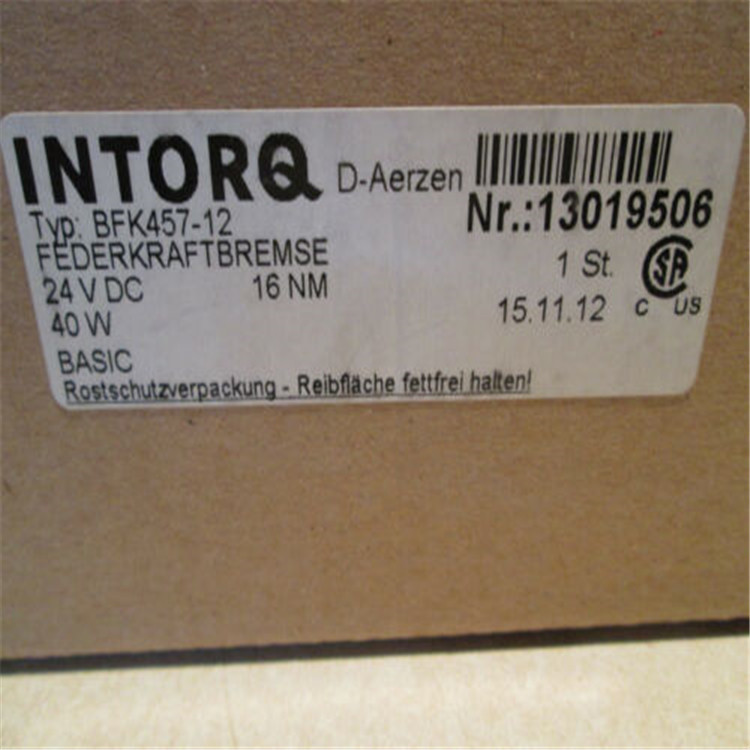 INTORQ D-Aerzen
Nr.:13019506
Typ: BFK457-12
FEDERKRAFTBREMSE
1 St.
24 V DC 16 NM
15.11.12
40 W
BASIC
Rostschutzverpackung - Reibfläche fettfrei halten!
SA
C US